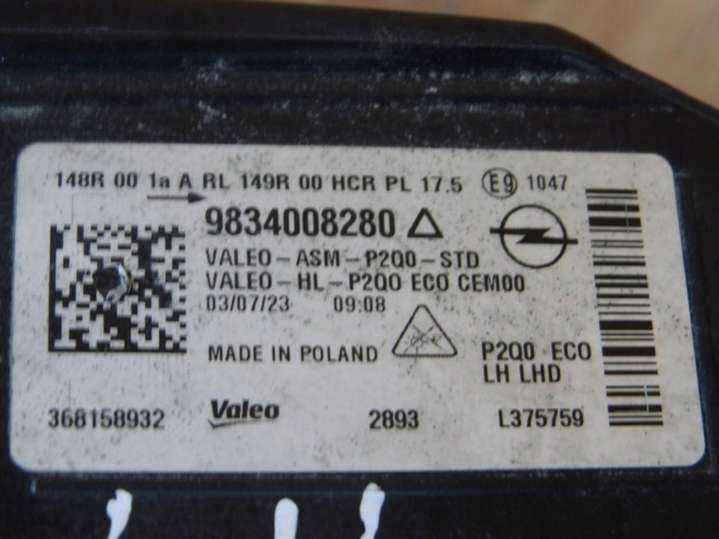 148R 00 1a A RL 149R 00 HCR PL 17.5 E9 1047
9834008280
VALEO-ASM-P2Q0-STD
VALEO-HL-P2Q0 ECO CEM00
03/07/23 09:08
MADE IN POLAND
P2Q0 ECO
LH LHD
368158932 Valeo 2893 L375759